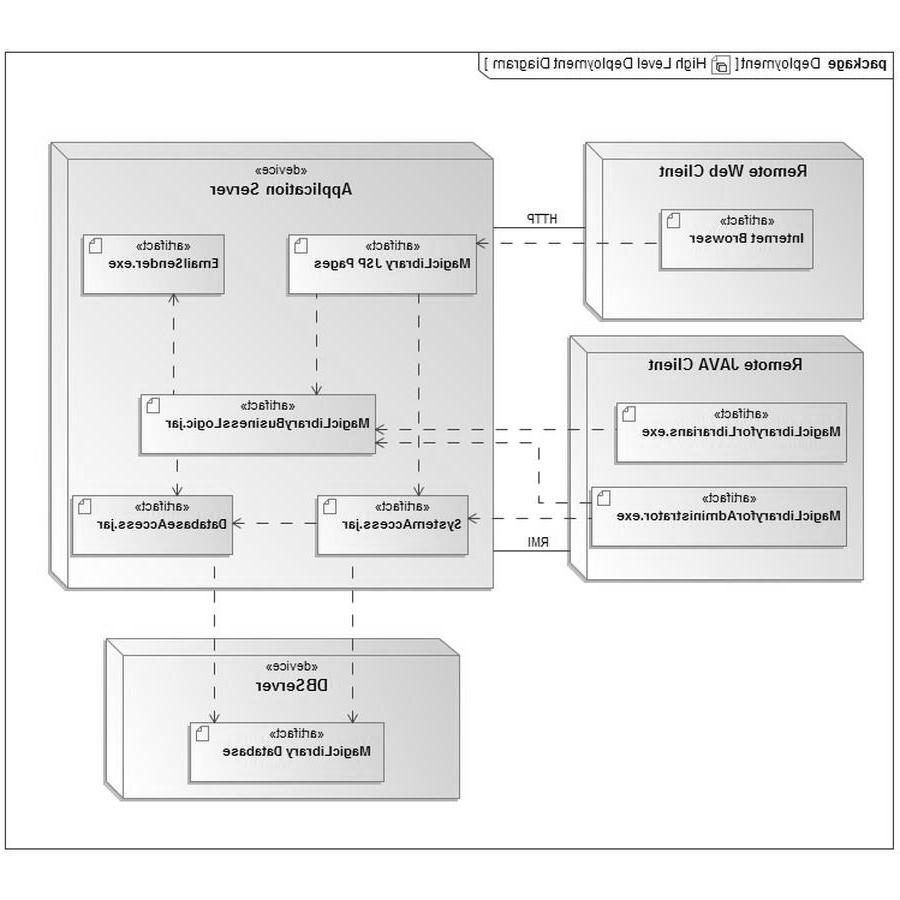 package Deployment [ High Level Deployment Diagram ]
Remote Web Client
«artifact»
Internet Browser
HTTP
«device»
Application Server
«artifact»
MagicLibrary JSP Pages
«artifact»
EmailSender.exe
Remote JAVA Client
«artifact»
MagicLibraryforLibrarians.exe
«artifact»
MagicLibraryforAdministrator.exe
RMI
«artifact»
MagicLibraryBusinessLogic.jar
«artifact»
SystemAccess.jar
«artifact»
DatabaseAccess.jar
«device»
DBServer
«artifact»
MagicLibrary Database